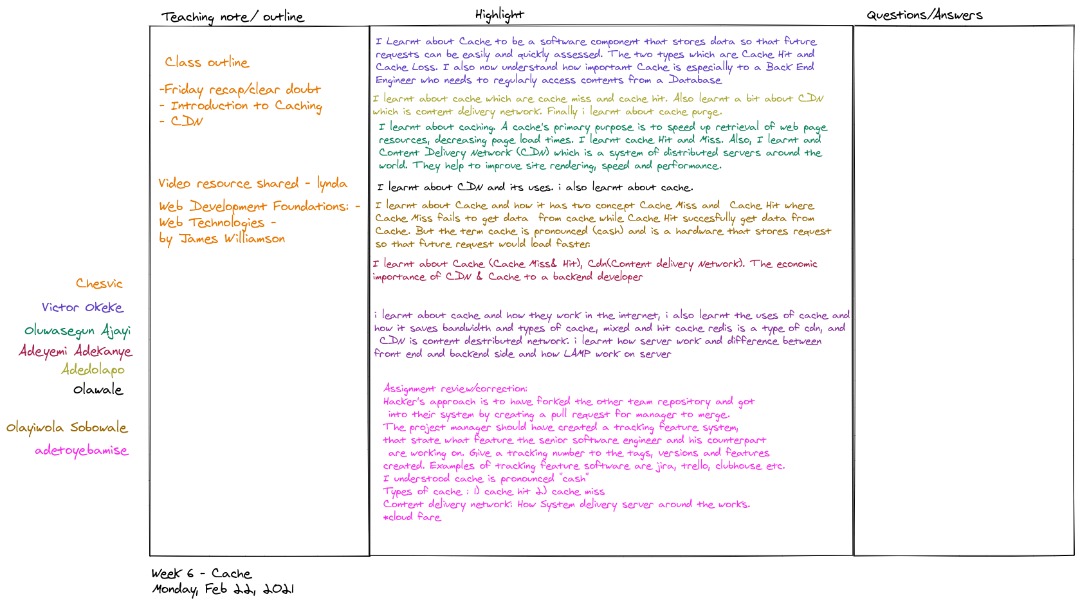 Teaching note/ outline
Highlight
Questions/Answers
Class outline
-Friday recap/clear doubt
- Introduction to Caching
- CDN
Video resource shared - lynda
Web Development Foundations: -
Web Technologies -
by James Williamson
Chesvic
Victor Okeke
Oluwasegun Ajayi
Adeyemi Adekanye
Adedolapo
Olawale
Olayiwola Sobowale
adetoyebamise
I Learnt about Cache to be a software component that stores data so that future
requests can be easily and quickly assessed. The two types which are Cache Hit and
Cache Loss. I also now understand how important Cache is especially to a Back End
Engineer who needs to regularly access contents from a Database
I learnt about cache which are cache miss and cache hit. Also learnt a bit about CDN
which is content delivery network. Finally i learnt about cache purge.
I learnt about caching. A cache's primary purpose is to speed up retrieval of web page
resources, decreasing page load times. I learnt cache Hit and Miss. Also, I learnt and
Content Delivery Network (CDN) which is a system of distributed servers around the
world. They help to improve site rendering, speed and performance.
I learnt about CDN and its uses. i also learnt about cache.
I learnt about Cache and how it has two concept Cache Miss and Cache Hit where
Cache Miss fails to get data from cache while Cache Hit succesfully get data from
Cache. But the term cache is pronounced (cash) and is a hardware that stores request
so that future request would load faster.
I learnt about Cache (Cache Miss& Hit), Cdn(Content delivery Network). The economic
importance of CDN & Cache to a backend developer
i learnt about cache and how they work in the internet, i also learnt the uses of cache and
how it saves bandwidth and types of cache, mixed and hit cache redis is a type of cdn, and
CDN is content destributed network. i learnt how server work and difference between
front end and backend side and how LAMP work on server
Assignment review/correction:
Hacker's approach is to have forked the other team repository and got
into their system by creating a pull request for manager to merge.
The project manager should have created a tracking feature system,
that state what feature the senior software engineer and his counterpart
are working on. Give a tracking number to the tags, versions and features
created. Examples of tracking feature software are jira, trello, clubhouse etc.
I understood cache is pronounced "cash"
Types of cache : 1) cache hit 2) cache miss
Content delivery network: How System delivery server around the works.
*cloud fare
Week 6 - Cache
Monday, Feb 22, 2021